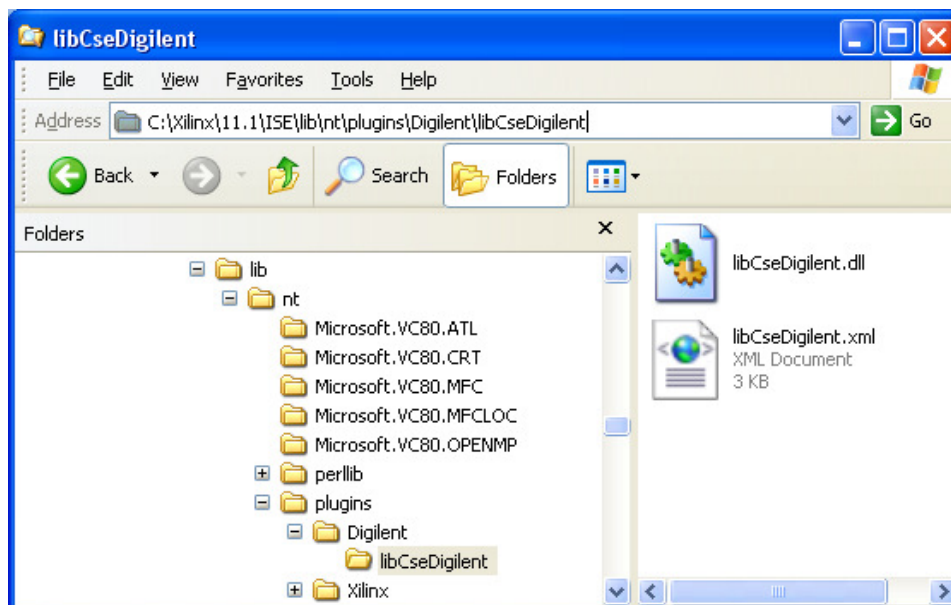 libCseDigilent
File Edit View Favorites Tools Help
Address C:\Xilinx\11.1\ISE\lib\nt\plugins\Digilent\libCseDigilent Go
Back Search Folders
Folders
lib
nt
Microsoft.VC80.ATL
Microsoft.VC80.CRT
Microsoft.VC80.MFC
Microsoft.VC80.MFCLOC
Microsoft.VC80.OPENMP
perllib
plugins
Digilent
libCseDigilent
Xilinx
libCseDigilent.dll
libCseDigilent.xml
XML Document
3 KB